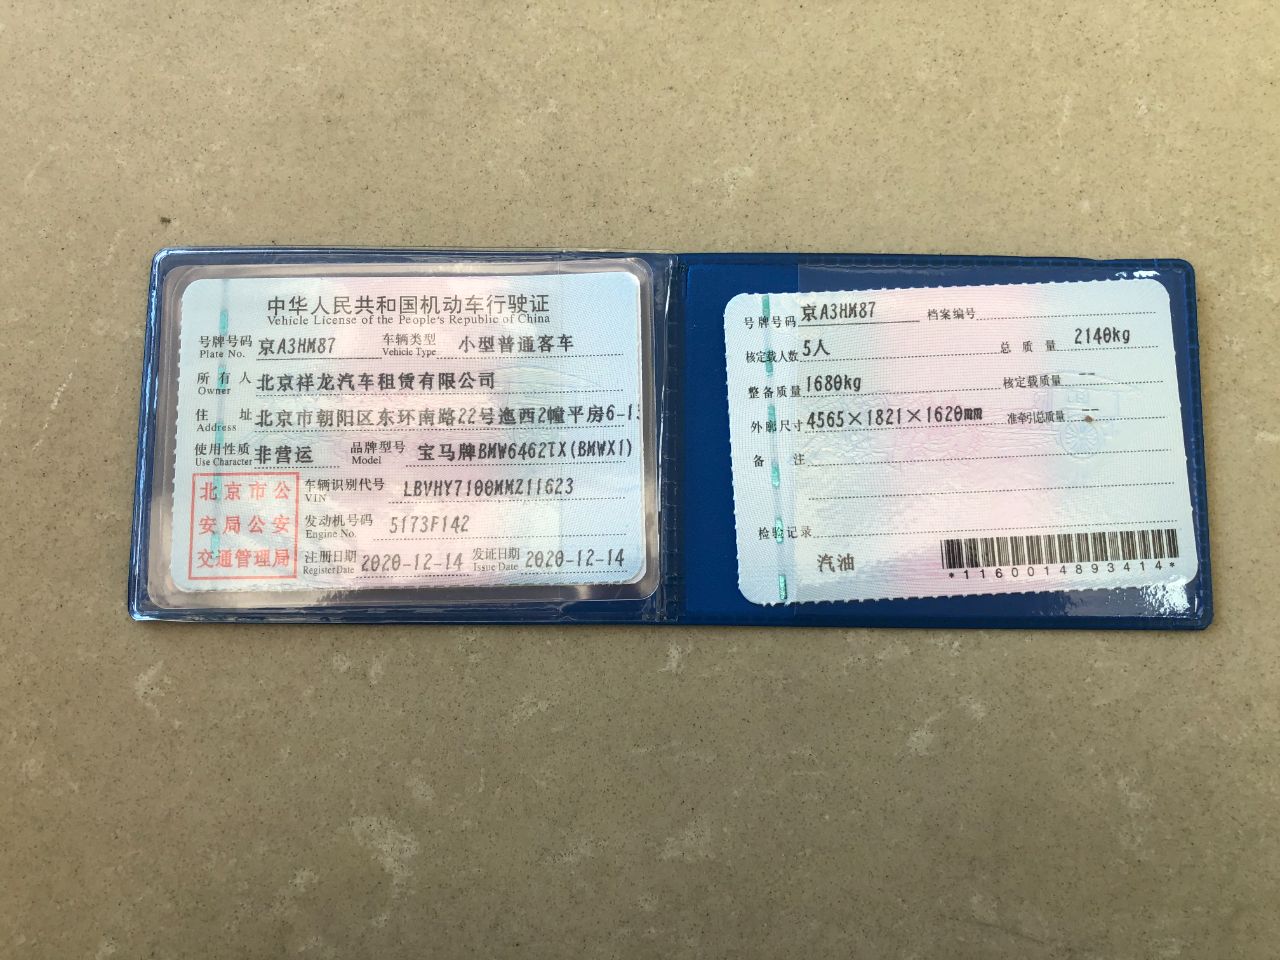 中华人民共和国机动车行驶证
Vehicle License of the People's Republic of China
号牌号码 京A3HM87 车辆类型 小型普通客车
Plate No. Vehicle Type
所有人 北京祥龙汽车租赁有限公司
Owner
住址 北京市朝阳区东环南路22号迤西2幢平房6-13
Address
使用性质 非营运 品牌型号 宝马牌BMW6462TX(BMWX1)
Use Character Model
北京市公
安局公安
交通管理局
车辆识别代号 LBVHY7100MMZ11623
VIN
发动机号码 5173F142
Engine No.
注册日期 2020-12-14 发证日期 2020-12-14
Register Date Issue Date
号牌号码 京A3HM87 档案编号
核定载人数 5人 总质量 2140kg
整备质量 1680kg 核定载质量 --
外廓尺寸 4565×1821×1620mm 准牵引总质量 --
备注
检验记录
汽油
*1160014893414*